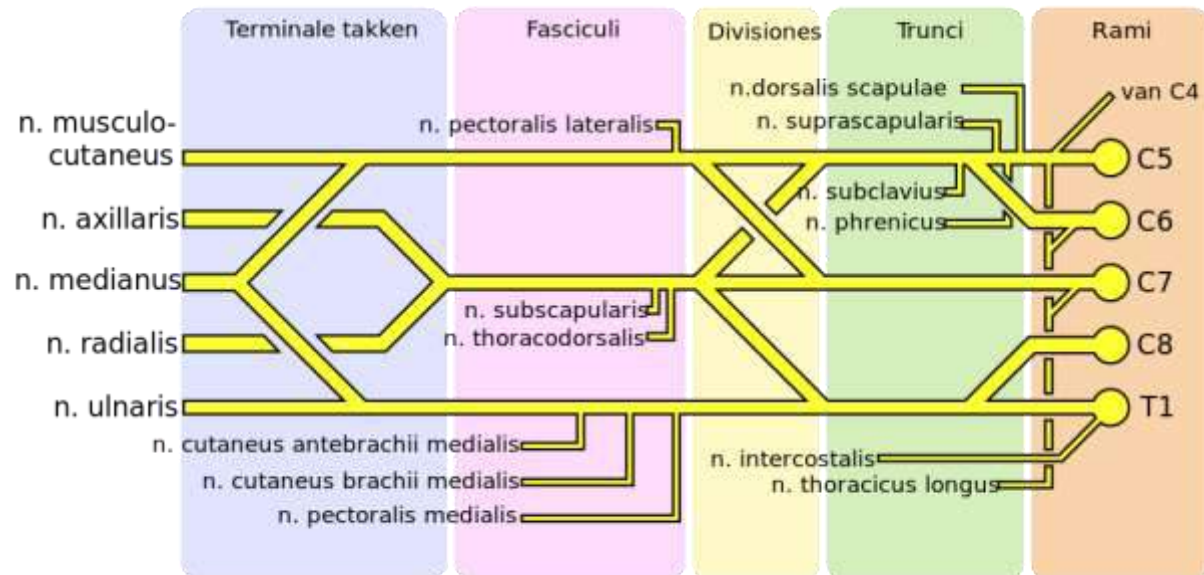 Terminale takken
Fasciculi
Divisiones
Trunci
Rami
n.dorsalis scapulae
van C4
n. musculo-
cutaneus
n. pectoralis lateralis
n. suprascapularis
C5
n. subclavius
n. axillaris
n. phrenicus
C6
n. medianus
C7
n. subscapularis
n. thoracodorsalis
n. radialis
C8
n. ulnaris
T1
n. cutaneus antebrachii medialis
n. intercostalis
n. cutaneus brachii medialis
n. thoracicus longus
n. pectoralis medialis